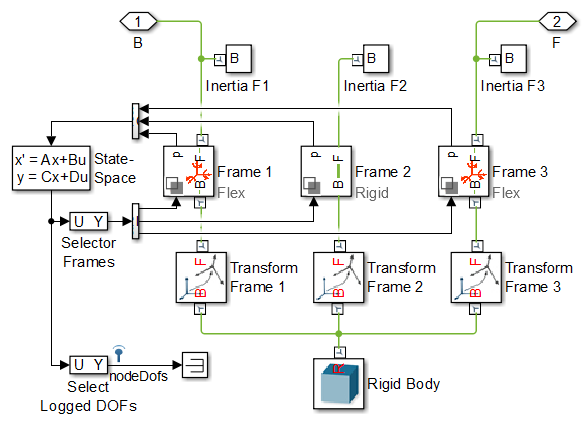 1
2
B
F
B
B
B
Inertia F1
Inertia F2
Inertia F3
x' = Ax+Bu
y = Cx+Du
State-
Space
p
B F
Frame 1
Flex
p
B F
Frame 2
Rigid
p
B F
Frame 3
Flex
U Y
Selector
Frames
B F
Transform
Frame 1
B F
Transform
Frame 2
B F
Transform
Frame 3
U Y
nodeDofs
Select
Logged DOFs
R
Rigid Body